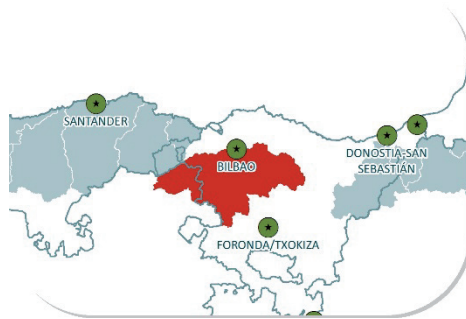 SANTANDER
BILBAO
DONOSTIA-SAN
SEBASTIÁN
FORONDA/TXOKIZA